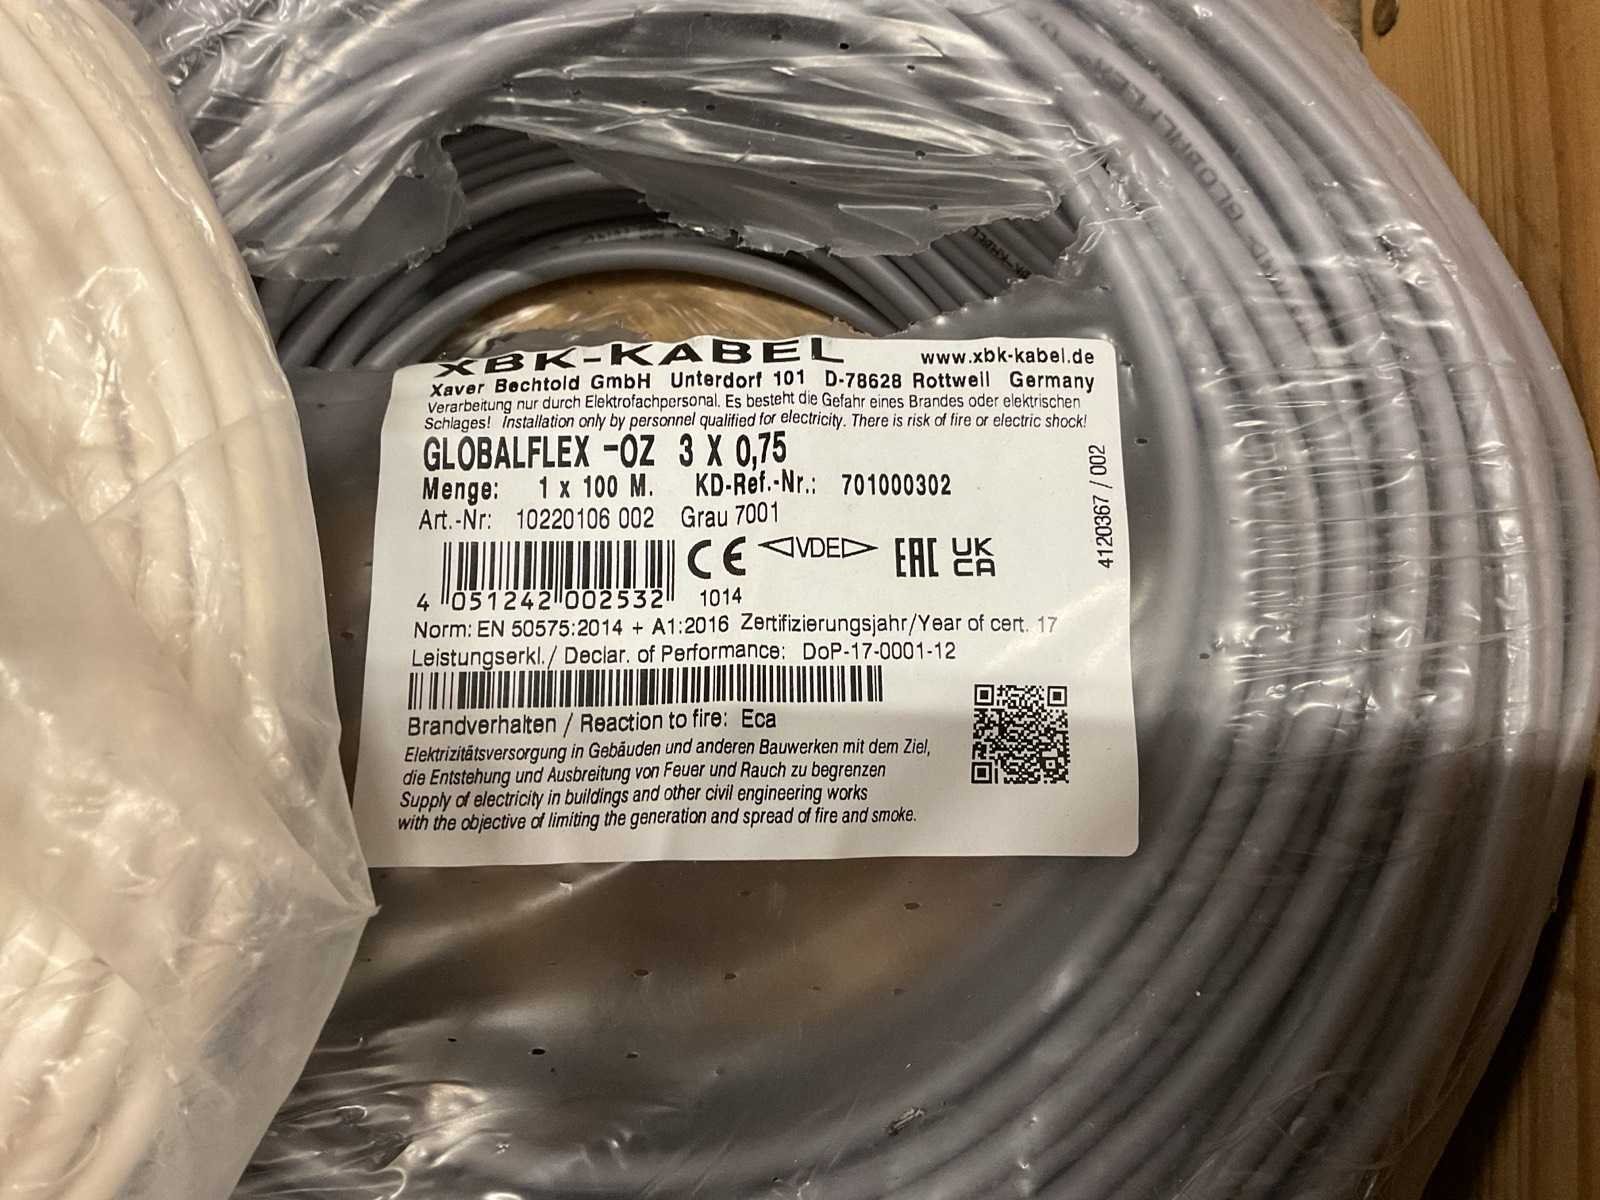 XBK-KABEL www.xbk-kabel.de
Xaver Bechtold GmbH Unterdorf 101 D-78628 Rottweil Germany
Verarbeitung nur durch Elektrofachpersonal. Es besteht die Gefahr eines Brandes oder elektrischen
Schlages! Installation only by personnel qualified for electricity. There is risk of fire or electric shock!
GLOBALFLEX -OZ 3 X 0,75
Menge: 1 x 100 M. KD-Ref.-Nr.: 701000302
Art.-Nr: 10220106 002 Grau 7001
4120367 / 002
CE VDE EAC UK CA
4 051242 002532 1014
Norm: EN 50575:2014 + A1:2016 Zertifizierungsjahr/Year of cert. 17
Leistungserkl./ Declar. of Performance: DoP-17-0001-12
Brandverhalten / Reaction to fire: Eca
Elektrizitätsversorgung in Gebäuden und anderen Bauwerken mit dem Ziel,
die Entstehung und Ausbreitung von Feuer und Rauch zu begrenzen
Supply of electricity in buildings and other civil engineering works
with the objective of limiting the generation and spread of fire and smoke.